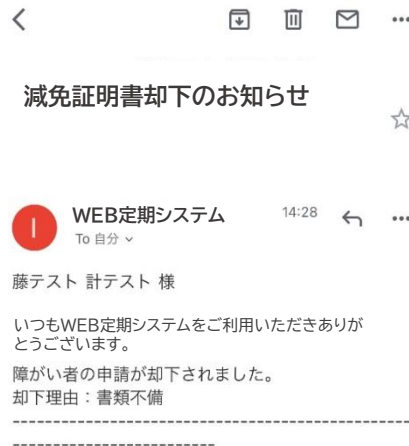 減免証明書却下のお知らせ
I
WEB定期システム
14:28
To 自分
藤テスト 計テスト 様
いつもWEB定期システムをご利用いただきありが
とうございます。
障がい者の申請が却下されました。
却下理由：書類不備
------------------------------------------------
-------------------------